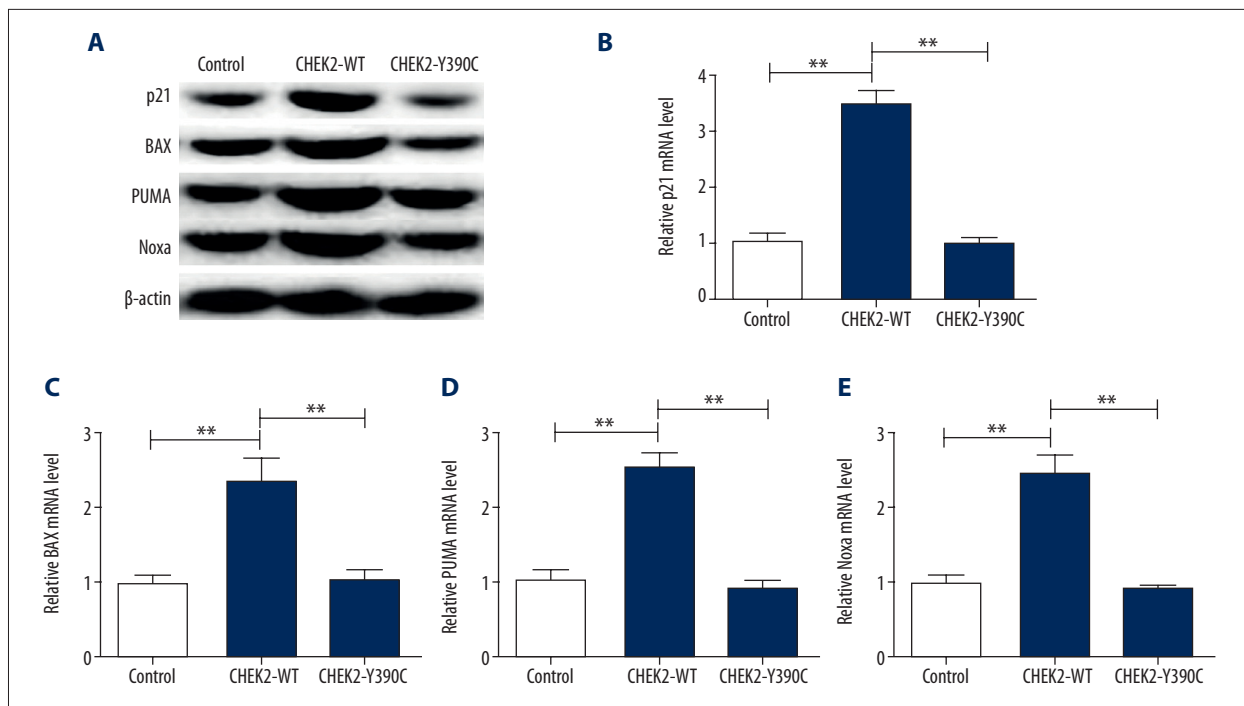 A
Control CHEK2-WT CHEK2-Y390C
p21
BAX
PUMA
Noxa
β-actin
B
** **
Relative p21 mRNA level
4
3
2
1
0
Control CHEK2-WT CHEK2-Y390C
C
** **
Relative BAX mRNA level
3
2
1
0
Control CHEK2-WT CHEK2-Y390C
D
** **
Relative PUMA mRNA level
3
2
1
0
Control CHEK2-WT CHEK2-Y390C
E
** **
Relative Noxa mRNA level
3
2
1
0
Control CHEK2-WT CHEK2-Y390C